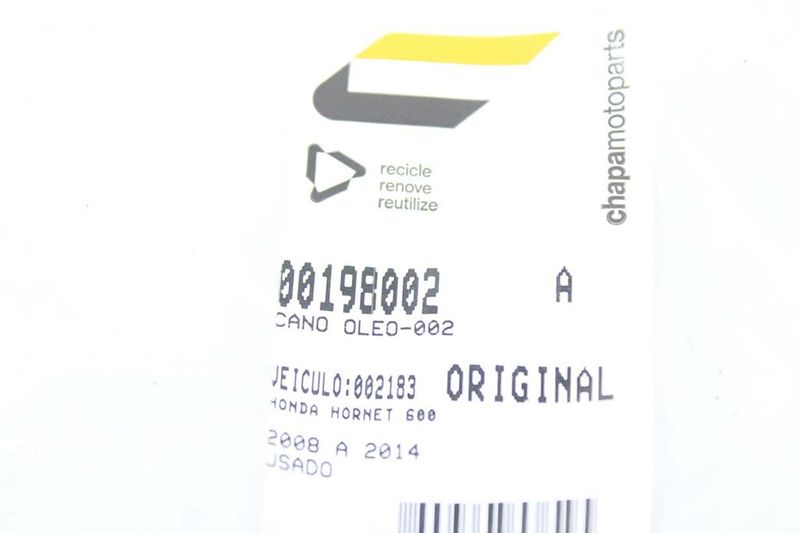 chapamotoparts
recicle
renove
reutilize
00198002 A
CANO OLEO-002
VEICULO:002183 ORIGINAL
HONDA HORNET 600
2008 A 2014
USADO